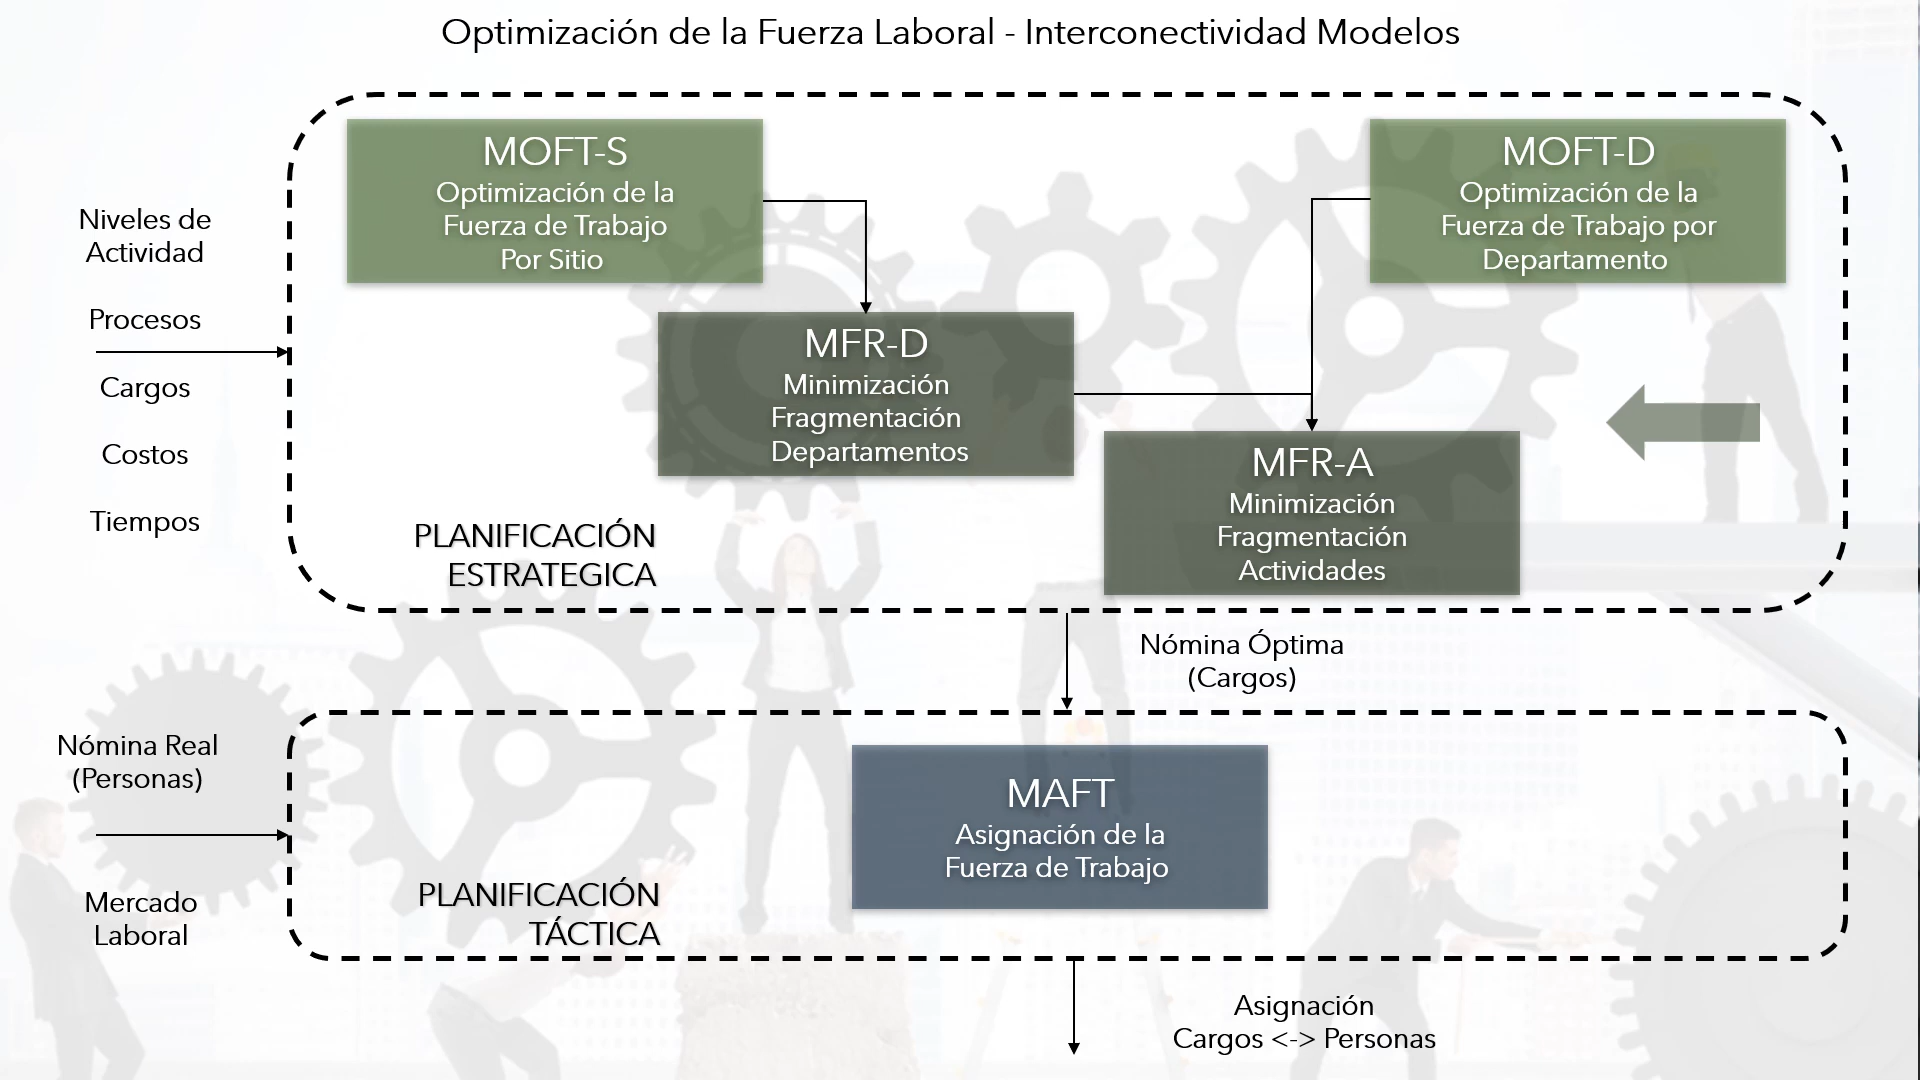 Optimización de la Fuerza Laboral - Interconectividad Modelos
MOFT-S
Optimización de la
Fuerza de Trabajo
Por Sitio
MOFT-D
Optimización de la
Fuerza de Trabajo por
Departamento
Niveles de
Actividad
Procesos
Cargos
Costos
Tiempos
MFR-D
Minimización
Fragmentación
Departamentos
MFR-A
Minimización
Fragmentación
Actividades
PLANIFICACIÓN
ESTRATEGICA
Nómina Óptima
(Cargos)
Nómina Real
(Personas)
Mercado
Laboral
MAFT
Asignación de la
Fuerza de Trabajo
PLANIFICACIÓN
TÁCTICA
Asignación
Cargos <-> Personas